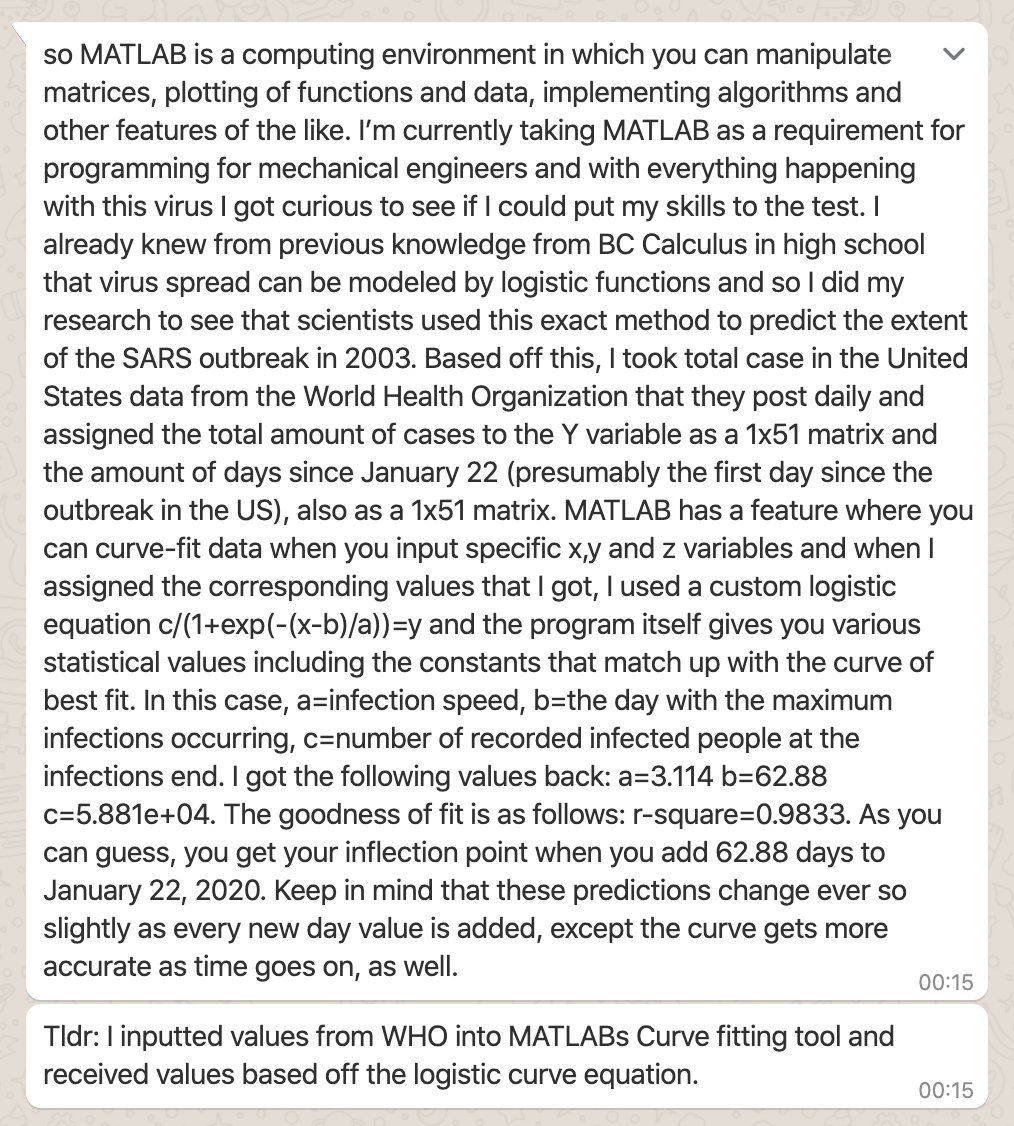 so MATLAB is a computing environment in which you can manipulate
matrices, plotting of functions and data, implementing algorithms and
other features of the like. I’m currently taking MATLAB as a requirement for
programming for mechanical engineers and with everything happening
with this virus I got curious to see if I could put my skills to the test. I
already knew from previous knowledge from BC Calculus in high school
that virus spread can be modeled by logistic functions and so I did my
research to see that scientists used this exact method to predict the extent
of the SARS outbreak in 2003. Based off this, I took total case in the United
States data from the World Health Organization that they post daily and
assigned the total amount of cases to the Y variable as a 1x51 matrix and
the amount of days since January 22 (presumably the first day since the
outbreak in the US), also as a 1x51 matrix. MATLAB has a feature where you
can curve-fit data when you input specific x,y and z variables and when I
assigned the corresponding values that I got, I used a custom logistic
equation c/(1+exp(-(x-b)/a))=y and the program itself gives you various
statistical values including the constants that match up with the curve of
best fit. In this case, a=infection speed, b=the day with the maximum
infections occurring, c=number of recorded infected people at the
infections end. I got the following values back: a=3.114 b=62.88
c=5.881e+04. The goodness of fit is as follows: r-square=0.9833. As you
can guess, you get your inflection point when you add 62.88 days to
January 22, 2020. Keep in mind that these predictions change ever so
slightly as every new day value is added, except the curve gets more
accurate as time goes on, as well.
00:15
Tldr: I inputted values from WHO into MATLABs Curve fitting tool and
received values based off the logistic curve equation.
00:15